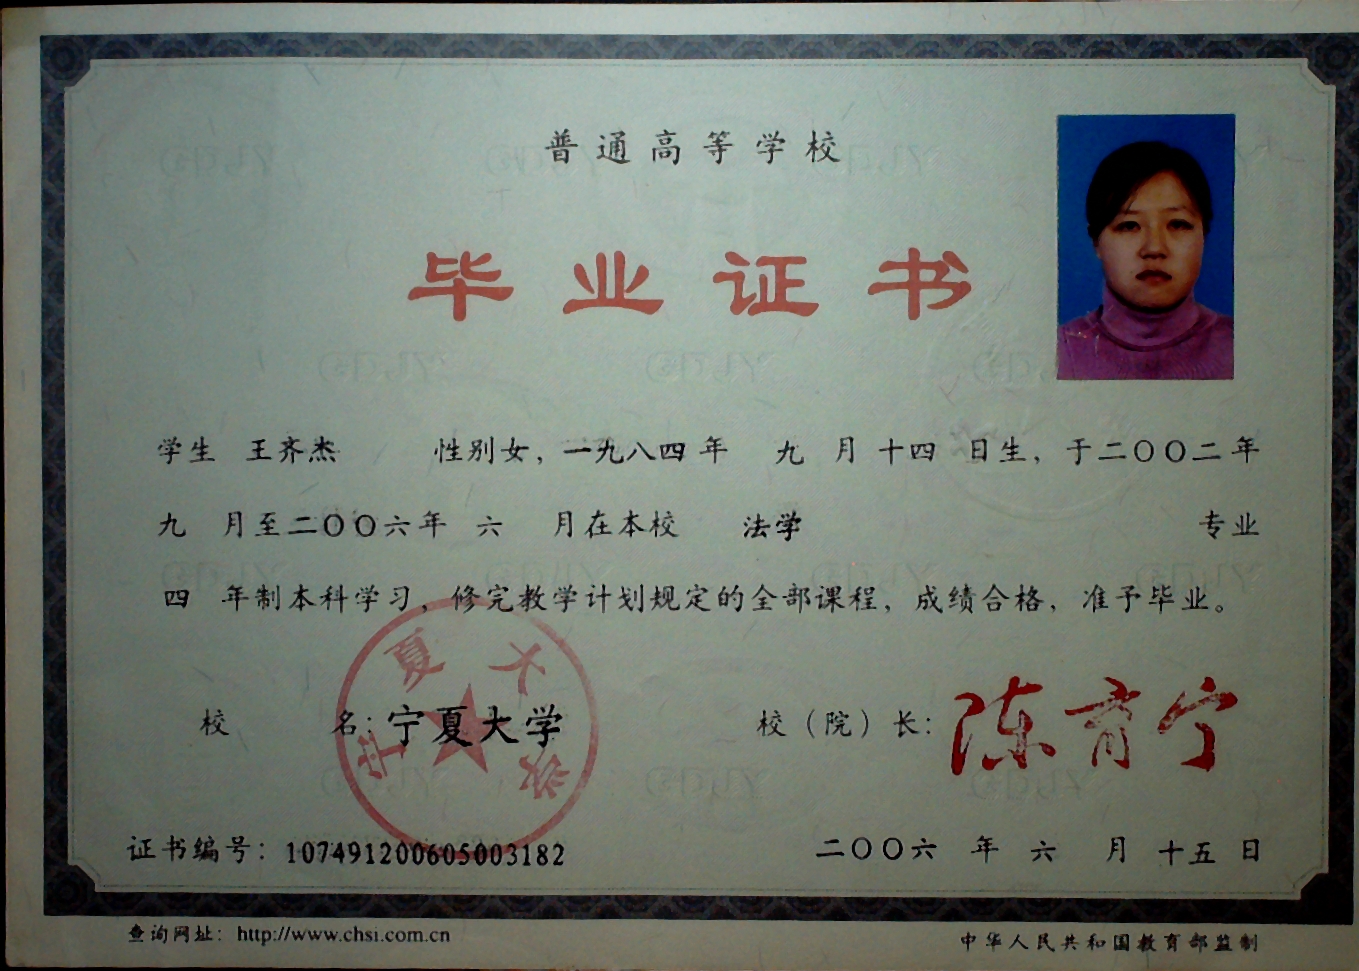 普通高等学校
毕业证书
学生 王齐杰 性别女，一九八四年 九 月 十四 日生，于二〇〇二年
九 月至二〇〇六年 六 月在本校 法学 专业
四 年制本科学习，修完教学计划规定的全部课程，成绩合格，准予毕业。
校 名：宁夏大学 校（院）长：陈育宁
宁夏大学
证书编号：107491200605003182 二〇〇六 年 六 月 十五 日
查询网址：http://www.chsi.com.cn 中华人民共和国教育部监制